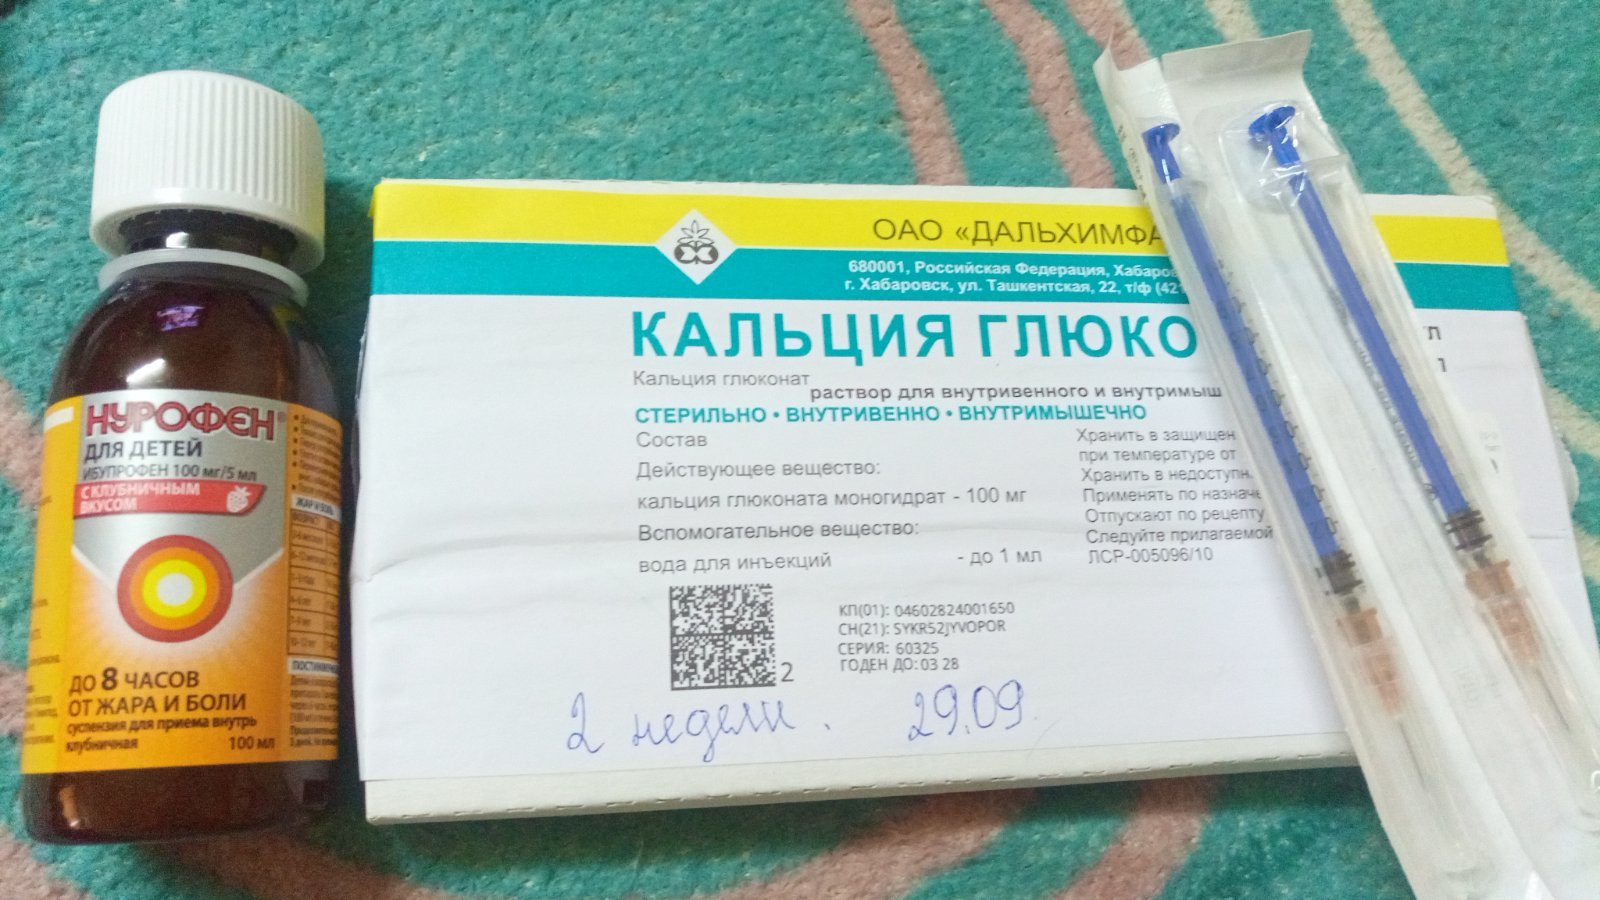 НУРОФЕН
ДЛЯ ДЕТЕЙ
ИБУПРОФЕН 100 мг/5 мл
С КЛУБНИЧНЫМ
ВКУСОМ
ДО 8 ЧАСОВ
ОТ ЖАРА И БОЛИ
суспензия для приема внутрь
клубничная 100 мл
ОАО «ДАЛЬХИМФА
680001, Российская Федерация, Хабаров
г. Хабаровск, ул. Ташкентская, 22, т/ф (421
КАЛЬЦИЯ ГЛЮКО
Кальция глюконат
раствор для внутривенного и внутримыш
СТЕРИЛЬНО • ВНУТРИВЕННО • ВНУТРИМЫШЕЧНО
Состав
Действующее вещество:
кальция глюконата моногидрат - 100 мг
Вспомогательное вещество:
вода для инъекций - до 1 мл
Хранить в защищен
при температуре от
Хранить в недоступн
Применять по назначе
Отпускают по рецепту
Следуйте прилагаемой
ЛСР-005096/10
2
КП(01): 04602824001650
СН(21): SYKR52JYVOPOR
СЕРИЯ: 60325
ГОДЕН ДО: 03 28
2 недели. 29.09.